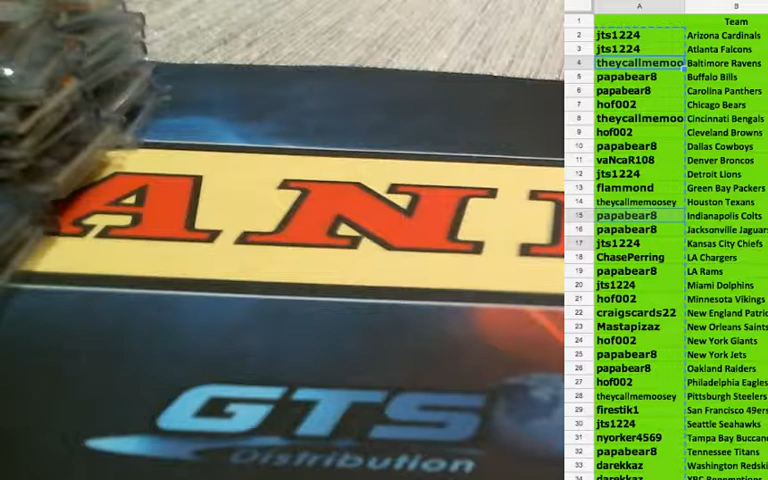 AN
GTS
Distribution
A B
1 Team
2 jts1224 Arizona Cardinals
3 jts1224 Atlanta Falcons
4 theycallmemoo Baltimore Ravens
5 papabear8 Buffalo Bills
6 papabear8 Carolina Panthers
7 hof002 Chicago Bears
8 theycallmemoo Cincinnati Bengals
9 hof002 Cleveland Browns
10 papabear8 Dallas Cowboys
11 vaNcaR108 Denver Broncos
12 jts1224 Detroit Lions
13 flammond Green Bay Packers
14 theycallmemoosey Houston Texans
15 papabear8 Indianapolis Colts
16 papabear8 Jacksonville Jaguars
17 jts1224 Kansas City Chiefs
18 ChasePerring LA Chargers
19 papabear8 LA Rams
20 jts1224 Miami Dolphins
21 hof002 Minnesota Vikings
22 craigscards22 New England Patric
23 Mastapizaz New Orleans Saints
24 hof002 New York Giants
25 papabear8 New York Jets
26 papabear8 Oakland Raiders
27 hof002 Philadelphia Eagles
28 theycallmemoosey Pittsburgh Steelers
29 firestik1 San Francisco 49ers
30 jts1224 Seattle Seahawks
31 nyorker4569 Tampa Bay Buccan
32 papabear8 Tennessee Titans
33 darekkaz Washington Redski
34 darekkaz